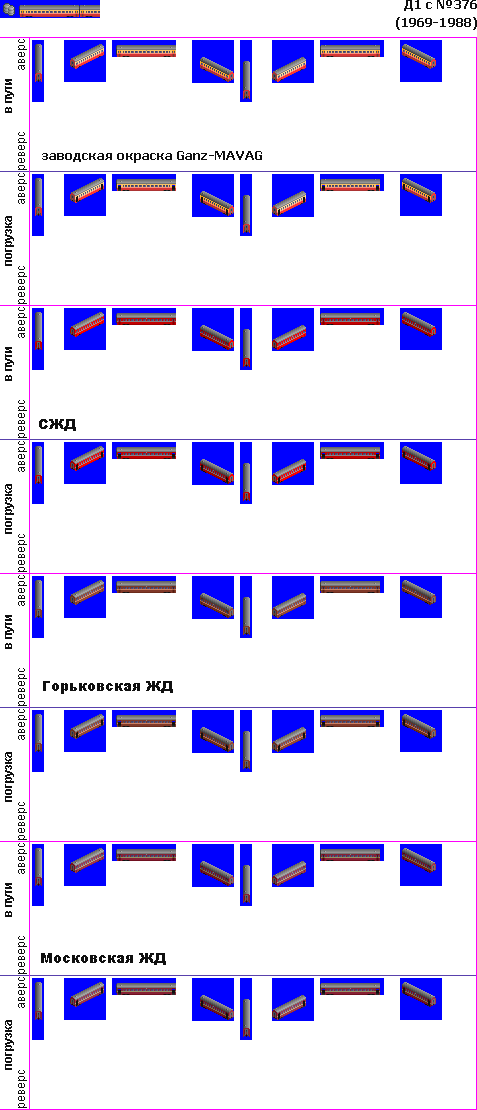 Д1 с №376
(1969-1988)
аверс
в пути
реверс
заводская окраска Ganz-MAVAG
аверс
погрузка
реверс
аверс
в пути
реверс
СЖД
аверс
погрузка
реверс
аверс
в пути
реверс
Горьковская ЖД
аверс
погрузка
реверс
аверс
в пути
реверс
Московская ЖД
аверс
погрузка
реверс